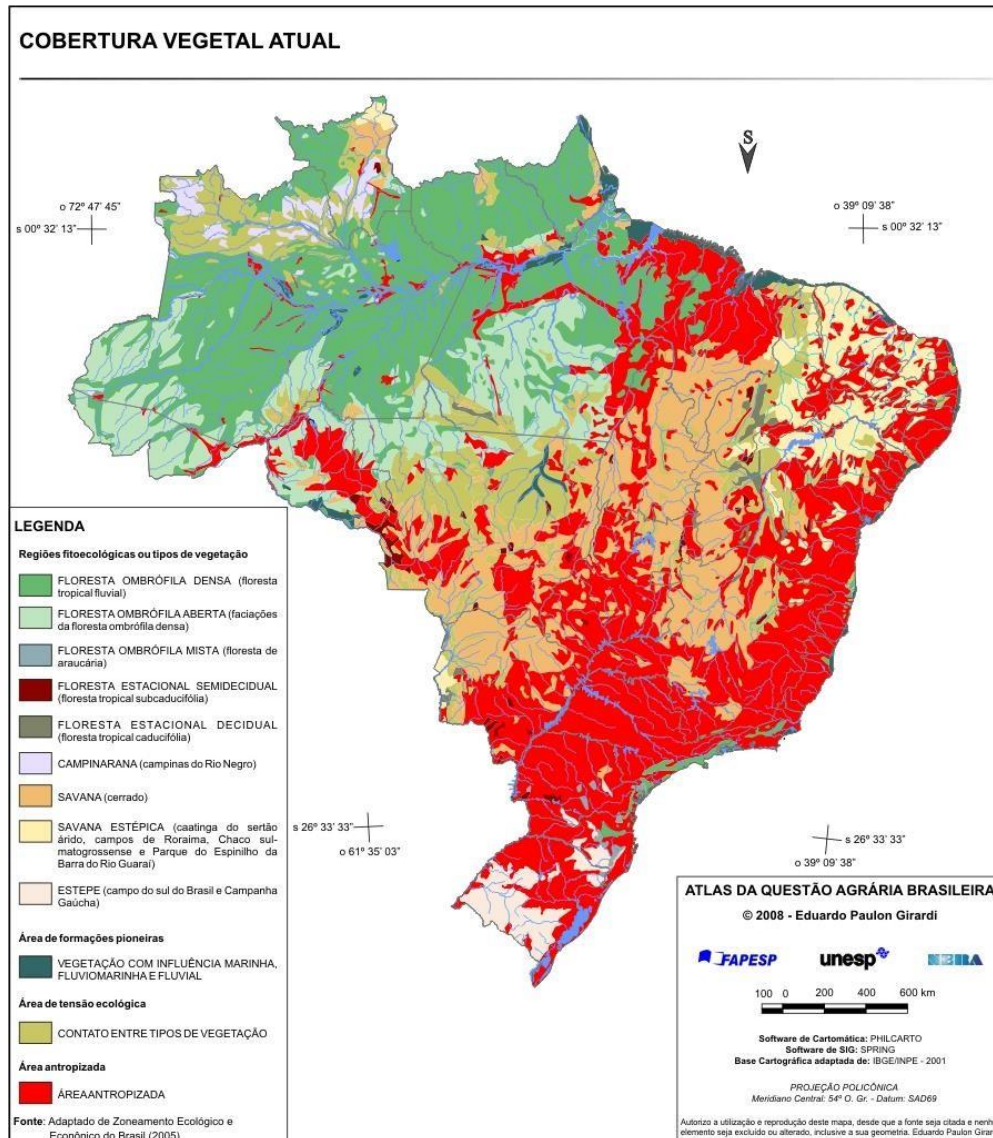 COBERTURA VEGETAL ATUAL
S
o 72º 47' 45"
s 00º 32' 13"
o 39º 09' 38"
s 00º 32' 13"
LEGENDA
Regiões fitoecológicas ou tipos de vegetação
FLORESTA OMBRÓFILA DENSA (floresta
tropical fluvial)
FLORESTA OMBRÓFILA ABERTA (faciações
da floresta ombrófila densa)
FLORESTA OMBRÓFILA MISTA (floresta de
araucária)
FLORESTA ESTACIONAL SEMIDECIDUAL
(floresta tropical subcaducifólia)
FLORESTA ESTACIONAL DECIDUAL
(floresta tropical caducifólia)
CAMPINARANA (campinas do Rio Negro)
SAVANA (cerrado)
SAVANA ESTÉPICA (caatinga do sertão
árido, campos de Roraima, Chaco sul-
matogrossense e Parque do Espinilho da
Barra do Rio Guaraí)
ESTEPE (campo do sul do Brasil e Campanha
Gaúcha)
Área de formações pioneiras
VEGETAÇÃO COM INFLUÊNCIA MARINHA,
FLUVIOMARINHA E FLUVIAL
Área de tensão ecológica
CONTATO ENTRE TIPOS DE VEGETAÇÃO
Área antropizada
ÁREA ANTROPIZADA
Fonte: Adaptado de Zoneamento Ecológico e
Econônico do Brasil (2005)
s 26º 33' 33"
o 61º 35' 03"
s 26º 33' 33"
o 39º 09' 38"
ATLAS DA QUESTÃO AGRÁRIA BRASILEIRA
© 2008 - Eduardo Paulon Girardi
FAPESP unesp NERA
100 0 200 400 600 km
Software de Cartomática: PHILCARTO
Software de SIG: SPRING
Base Cartográfica adaptada de: IBGE/INPE - 2001
PROJEÇÃO POLICÔNICA
Meridiano Central: 54º O. Gr. - Datum: SAD69
Autorizo a utilização e reprodução deste mapa, desde que a fonte seja citada e nenh
elemento seja excluído ou alterado, inclusive a sua geometria. Eduardo Paulon Girar